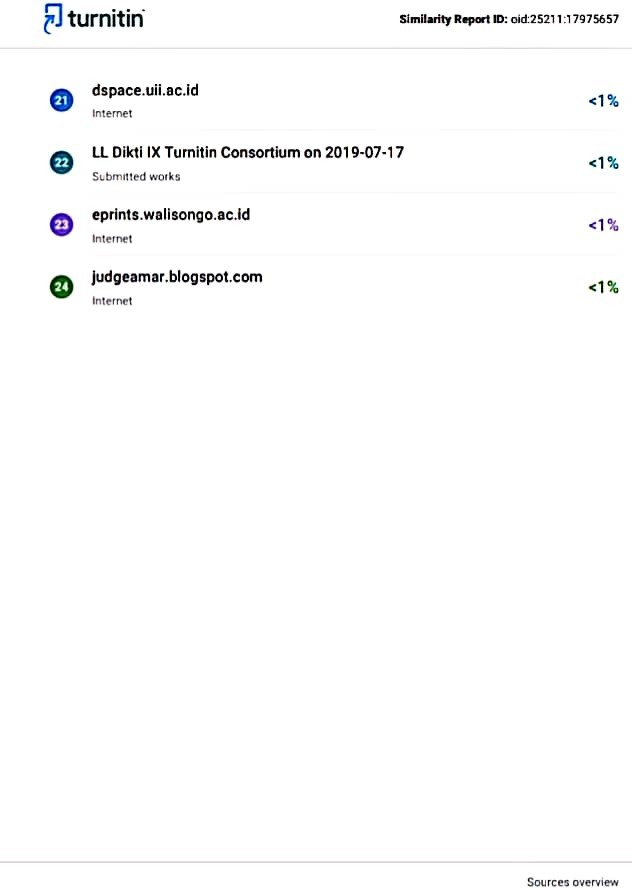 turnitin
Similarity Report ID: oid:25211:17975657
21
dspace.uii.ac.id
<1%
Internet
22
LL Dikti IX Turnitin Consortium on 2019-07-17
<1%
Submitted works
23
eprints.walisongo.ac.id
<1%
Internet
24
judgeamar.blogspot.com
<1%
Internet
Sources overview